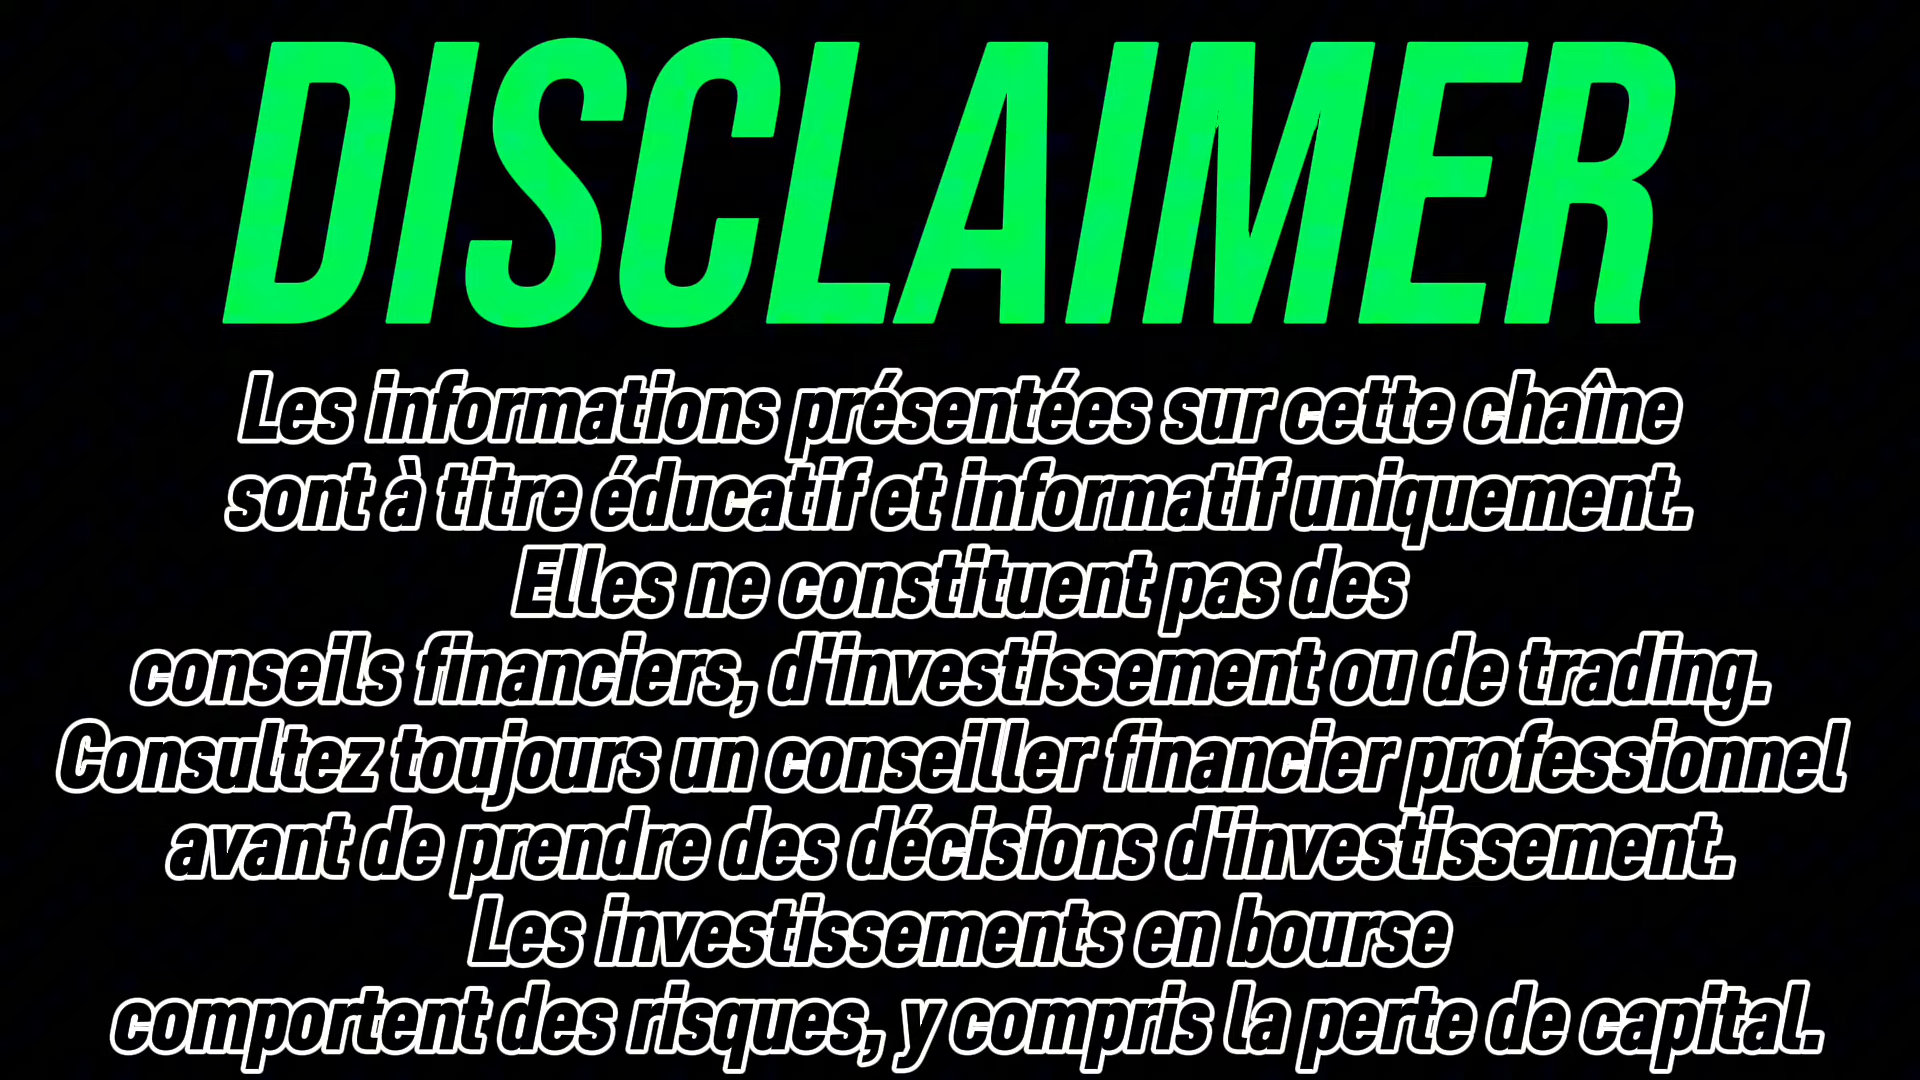 DISCLAIMER
Les informations présentées sur cette chaîne
sont à titre éducatif et informatif uniquement.
Elles ne constituent pas des
conseils financiers, d'investissement ou de trading.
Consultez toujours un conseiller financier professionnel
avant de prendre des décisions d'investissement.
Les investissements en bourse
comportent des risques, y compris la perte de capital.